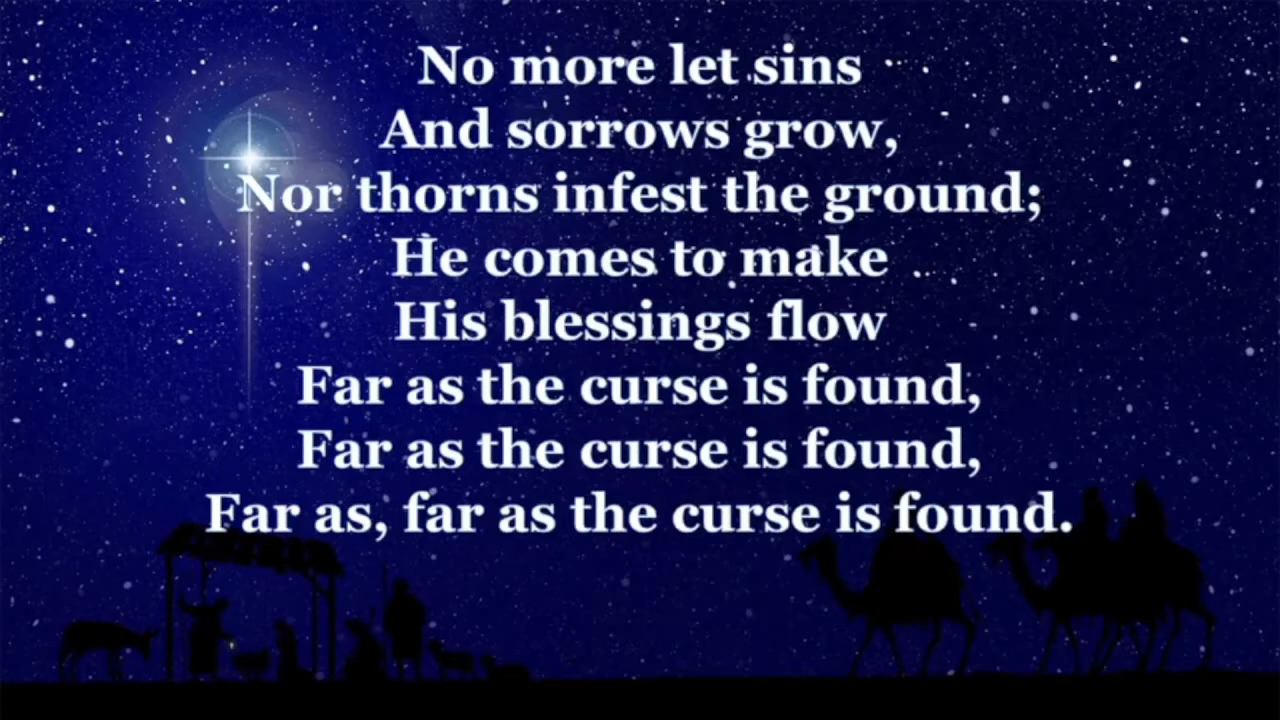 No more let sins
And sorrows grow,
Nor thorns infest the ground;
He comes to make
His blessings flow
Far as the curse is found,
Far as the curse is found,
Far as, far as the curse is found.